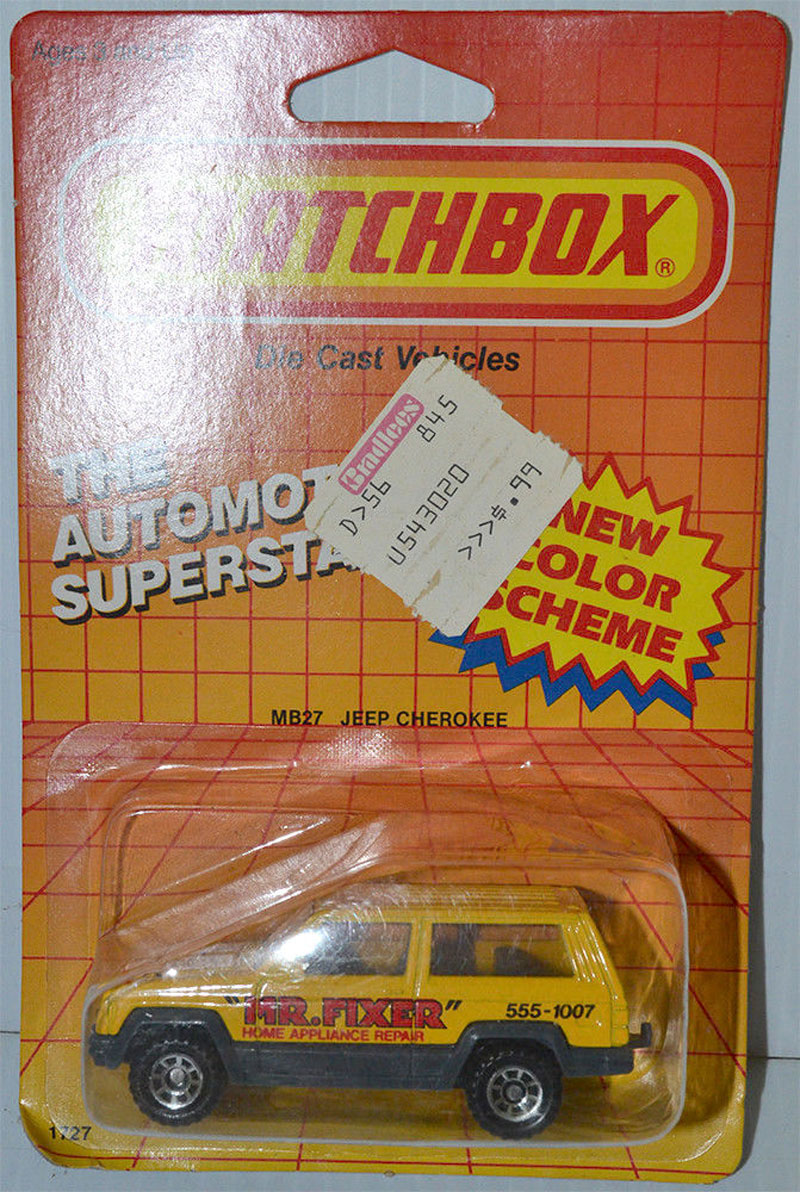 Ages 3 and up
MATCHBOX®
Die Cast Vehicles
Bradlees
845
D>56
U543020
>>>$.99
THE
AUTOMOT
SUPERSTA
NEW
COLOR
SCHEME
MB27 JEEP CHEROKEE
"MR.FIXER"
HOME APPLIANCE REPAIR
555-1007
1727